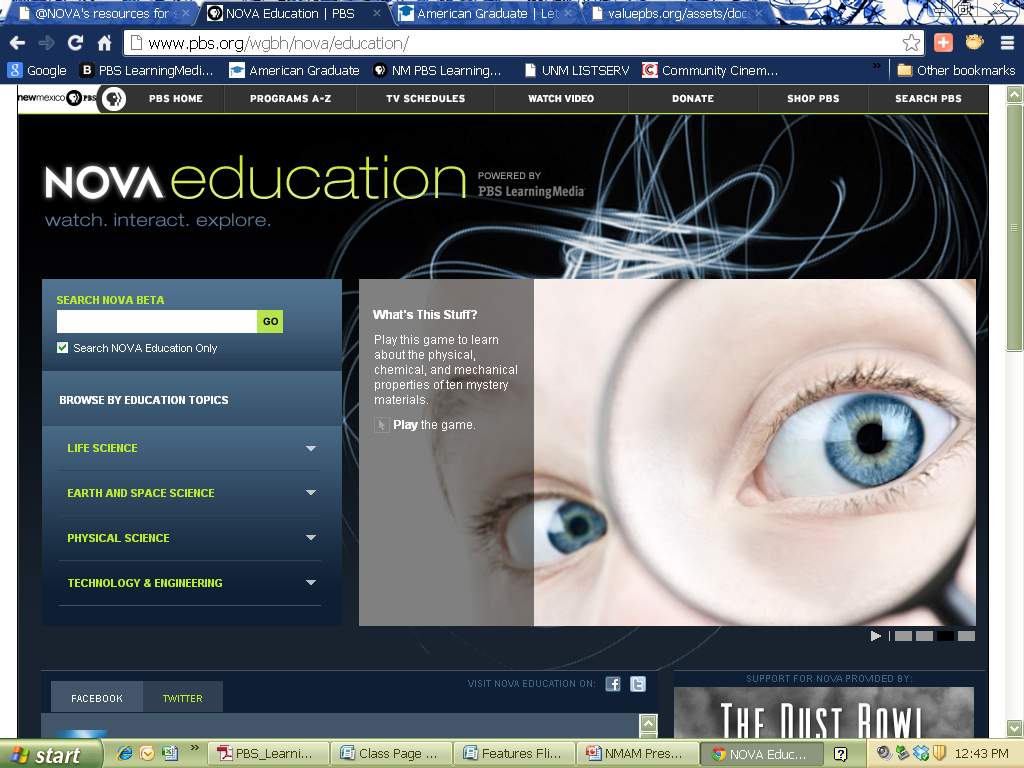 @NOVA's resources for
NOVA Education | PBS
American Graduate | Let
valuepbs.org/assets/docs
www.pbs.org/wgbh/nova/education/
Google
PBS LearningMedi...
American Graduate
NM PBS Learning...
UNM LISTSERV
Community Cinem...
Other bookmarks
newmexico PBS
PBS HOME
PROGRAMS A-Z
TV SCHEDULES
WATCH VIDEO
DONATE
SHOP PBS
SEARCH PBS
NOVA education
POWERED BY
PBS LearningMedia
watch. interact. explore.
SEARCH NOVA BETA
GO
Search NOVA Education Only
BROWSE BY EDUCATION TOPICS
LIFE SCIENCE
EARTH AND SPACE SCIENCE
PHYSICAL SCIENCE
TECHNOLOGY & ENGINEERING
What's This Stuff?
Play this game to learn
about the physical,
chemical, and mechanical
properties of ten mystery
materials.
Play the game.
FACEBOOK
TWITTER
VISIT NOVA EDUCATION ON:
SUPPORT FOR NOVA PROVIDED BY:
THE DUST BOWL
start
PBS_Learni...
Class Page ...
Features Fli...
NMAM Pres...
NOVA Educ...
12:43 PM